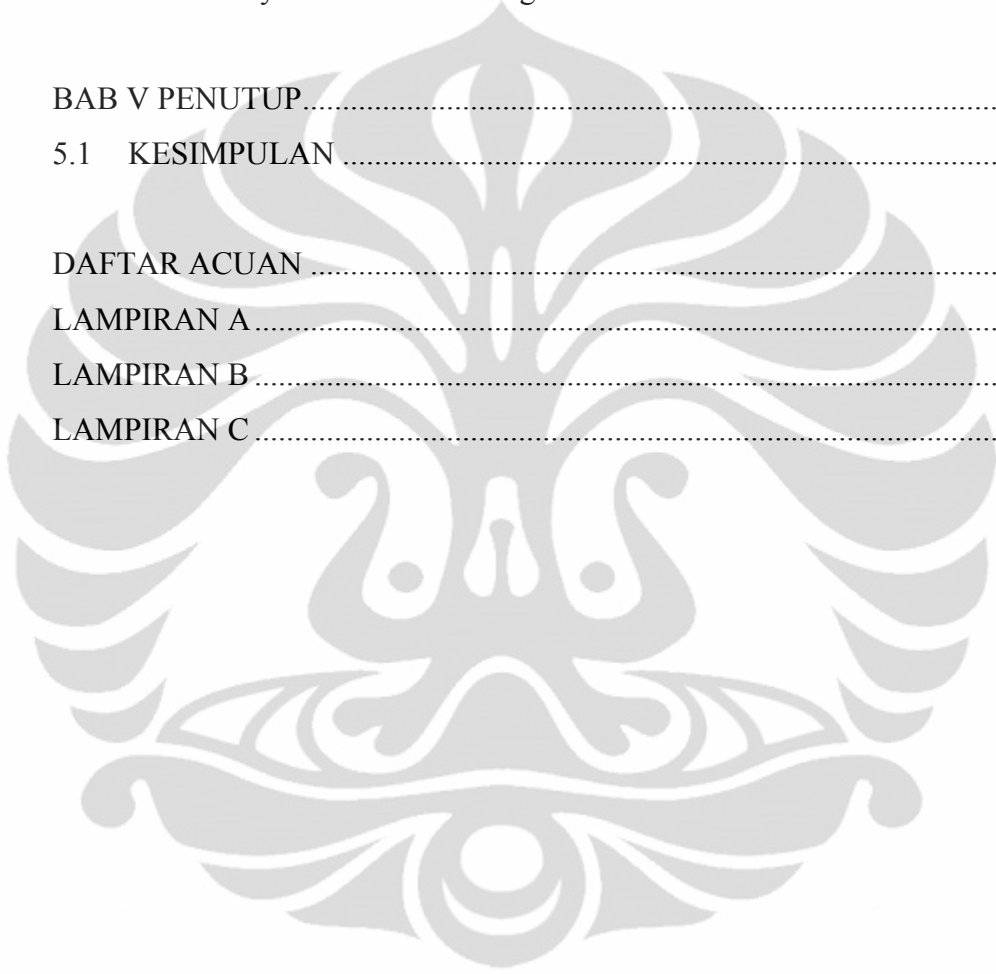 BAB V PENUTUP..........................................................................................
5.1 KESIMPULAN.....................................................................................
DAFTAR ACUAN.........................................................................................
LAMPIRAN A................................................................................................
LAMPIRAN B................................................................................................
LAMPIRAN C................................................................................................